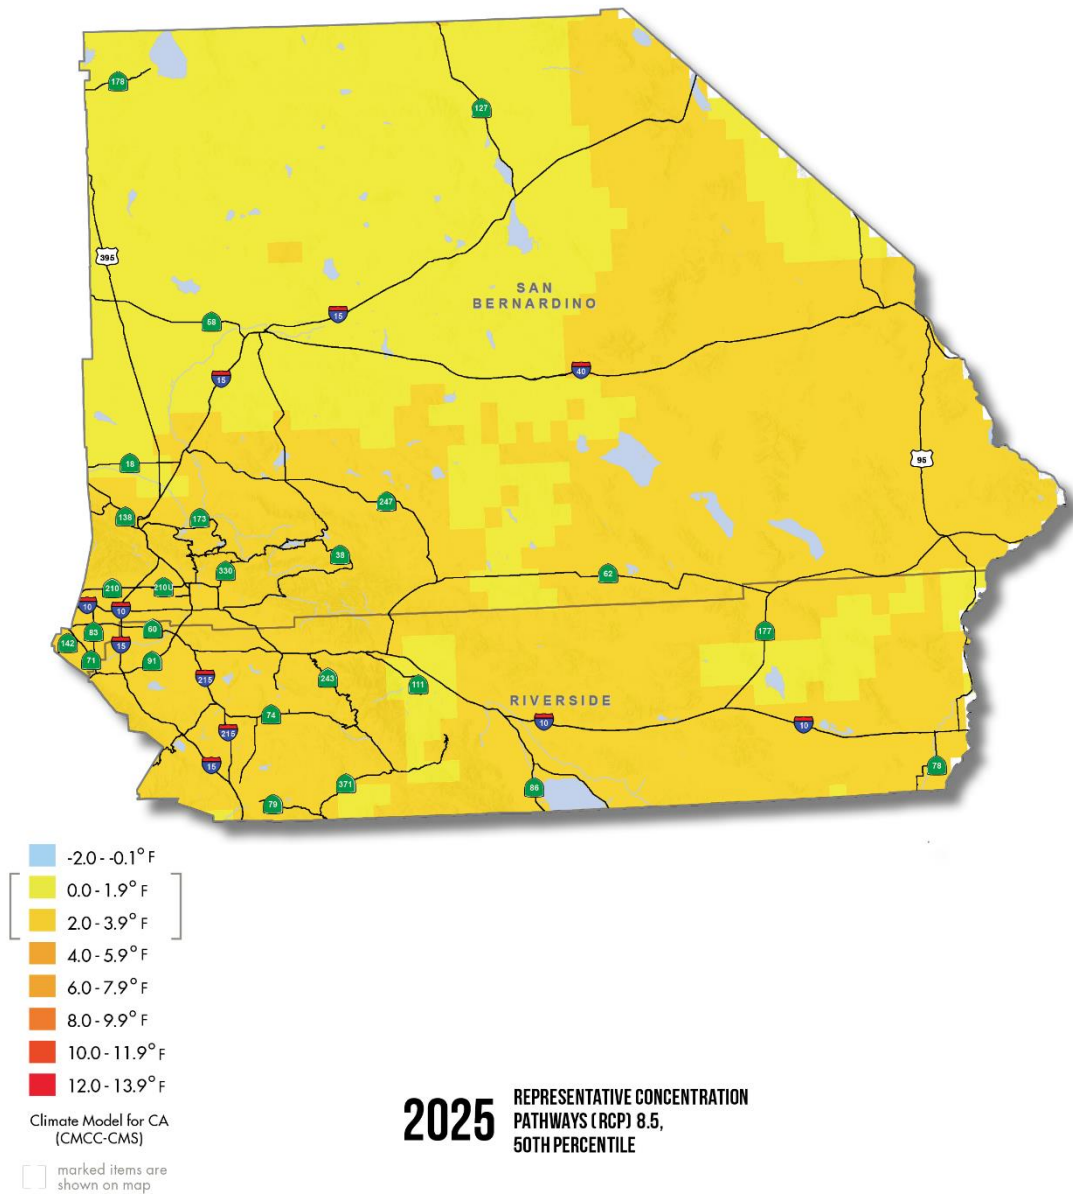 178
127
395
SAN
BERNARDINO
15
58
40
15
95
18
247
138
173
38
330
62
210
210U
10
10
83
60
177
142
15
71
91
243
215
111
RIVERSIDE
74
10
10
215
15
78
371
86
79
-2.0 - -0.1° F
0.0 - 1.9° F
2.0 - 3.9° F
4.0 - 5.9° F
6.0 - 7.9° F
8.0 - 9.9° F
10.0 - 11.9° F
12.0 - 13.9° F
Climate Model for CA
(CMCC-CMS)
marked items are
shown on map
2025
REPRESENTATIVE CONCENTRATION
PATHWAYS (RCP) 8.5,
50TH PERCENTILE